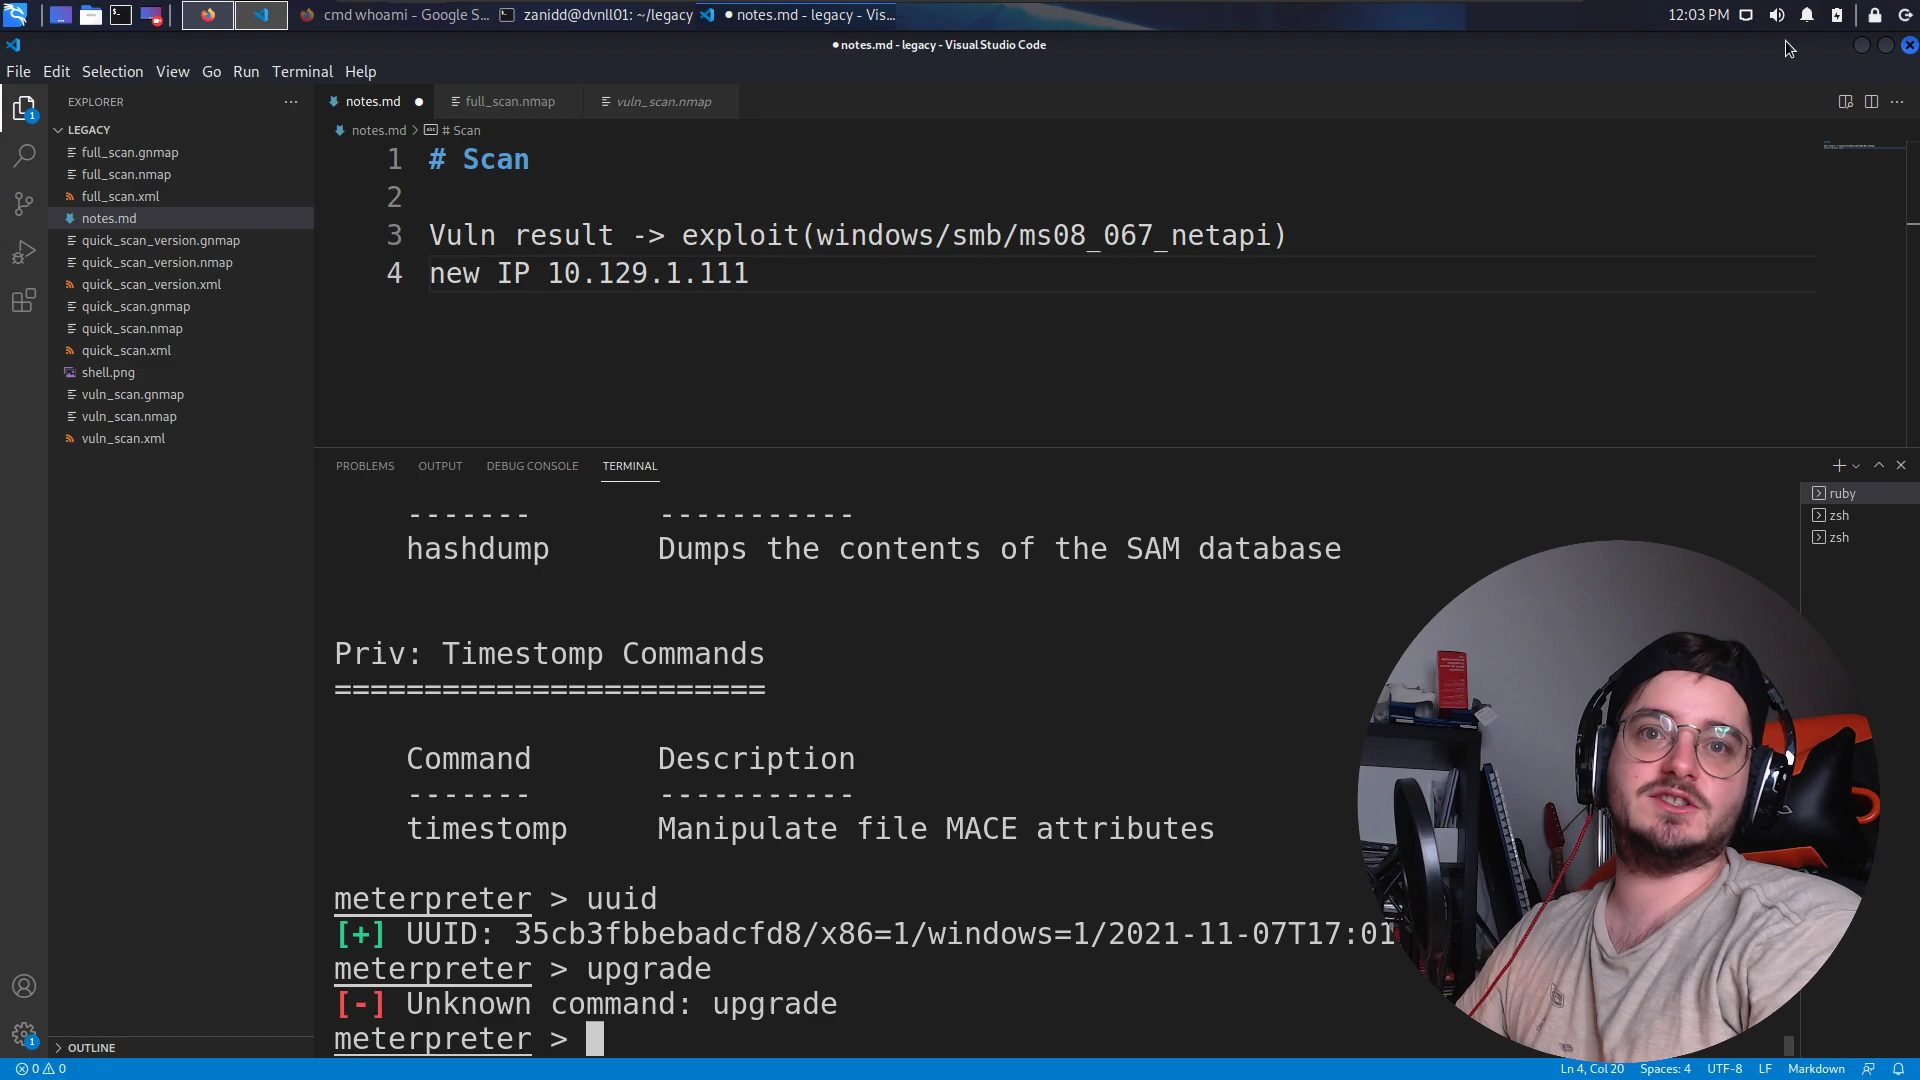 cmd whoami - Google S...
zanidd@dvnll01: ~/legacy
● notes.md - legacy - Vis...
12:03 PM
● notes.md - legacy - Visual Studio Code
File Edit Selection View Go Run Terminal Help
EXPLORER
LEGACY
full_scan.gnmap
full_scan.nmap
full_scan.xml
notes.md
quick_scan_version.gnmap
quick_scan_version.nmap
quick_scan_version.xml
quick_scan.gnmap
quick_scan.nmap
quick_scan.xml
shell.png
vuln_scan.gnmap
vuln_scan.nmap
vuln_scan.xml
OUTLINE
1
1
notes.md ●
full_scan.nmap
vuln_scan.nmap
notes.md > # Scan
1 # Scan
2
3 Vuln result -> exploit(windows/smb/ms08_067_netapi)
4 new IP 10.129.1.111
PROBLEMS OUTPUT DEBUG CONSOLE TERMINAL
ruby
zsh
zsh
------- -----------
hashdump Dumps the contents of the SAM database
Priv: Timestomp Commands
========================
Command Description
------- -----------
timestomp Manipulate file MACE attributes
meterpreter > uuid
[+] UUID: 35cb3fbbebadcfd8/x86=1/windows=1/2021-11-07T17:01
meterpreter > upgrade
[-] Unknown command: upgrade
meterpreter >
0 0
Ln 4, Col 20 Spaces: 4 UTF-8 LF Markdown